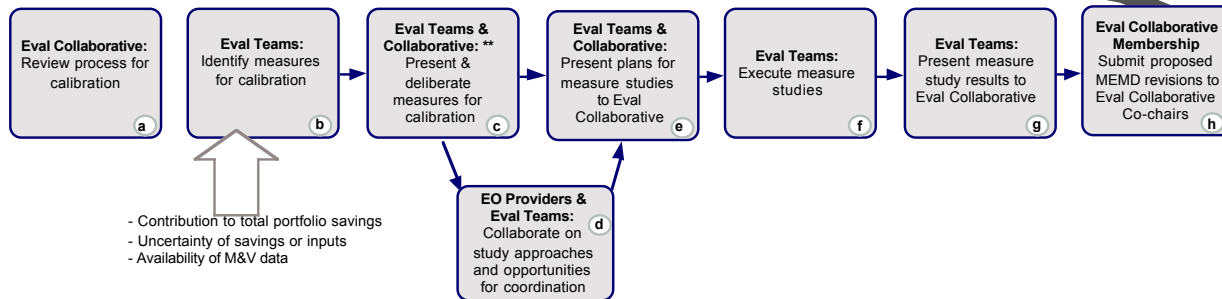 Eval Collaborative:
Review process for
calibration
a
Eval Teams:
Identify measures
for calibration
b
Eval Teams &
Collaborative: **
Present &
deliberate
measures for
calibration
c
Eval Teams &
Collaborative:
Present plans for
measure studies
to Eval
Collaborative
e
Eval Teams:
Execute measure
studies
f
Eval Teams:
Present measure
study results to
Eval Collaborative
g
Eval Collaborative
Membership
Submit proposed
MEMD revisions to
Eval Collaborative
Co-chairs
h
- Contribution to total portfolio savings
- Uncertainty of savings or inputs
- Availability of M&V data
EO Providers &
Eval Teams:
Collaborate on
study approaches
and opportunities
for coordination
d